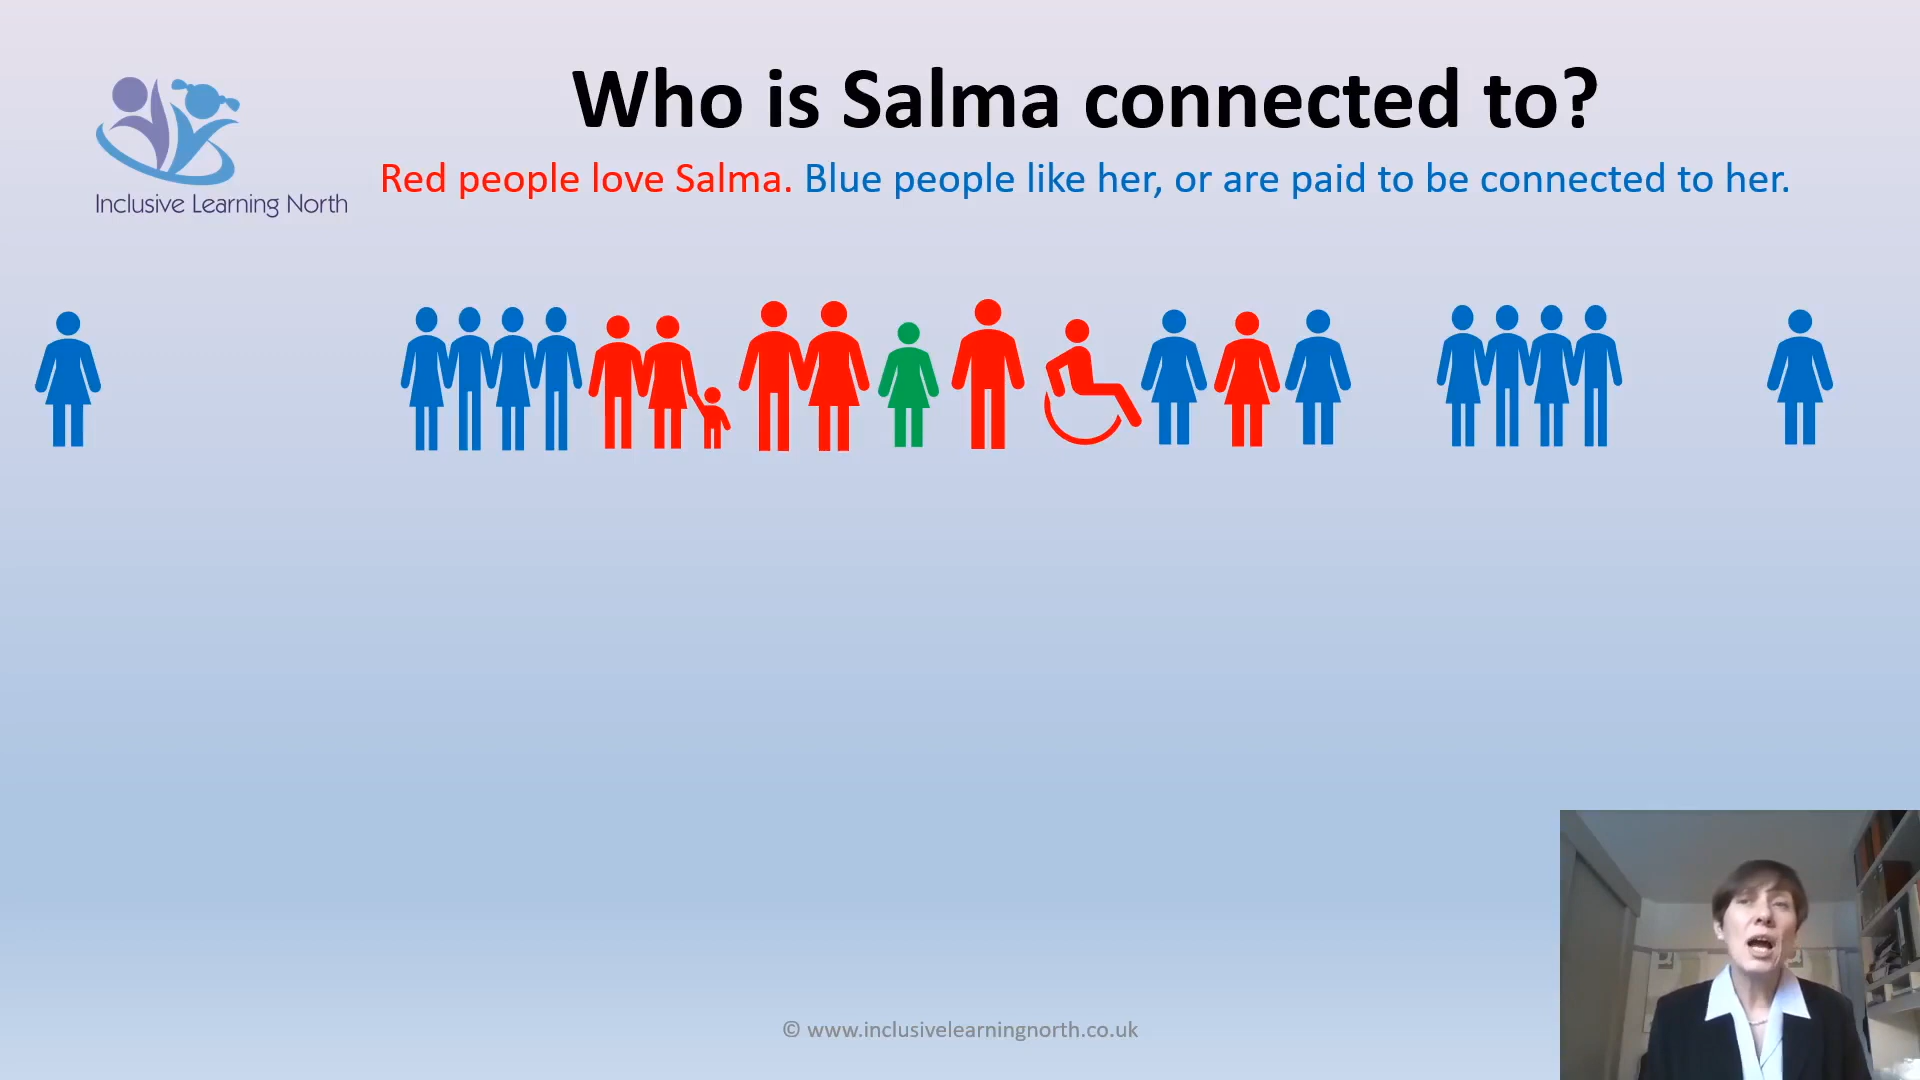 Who is Salma connected to?
Red people love Salma. Blue people like her, or are paid to be connected to her.
Inclusive Learning North
© www.inclusivelearningnorth.co.uk